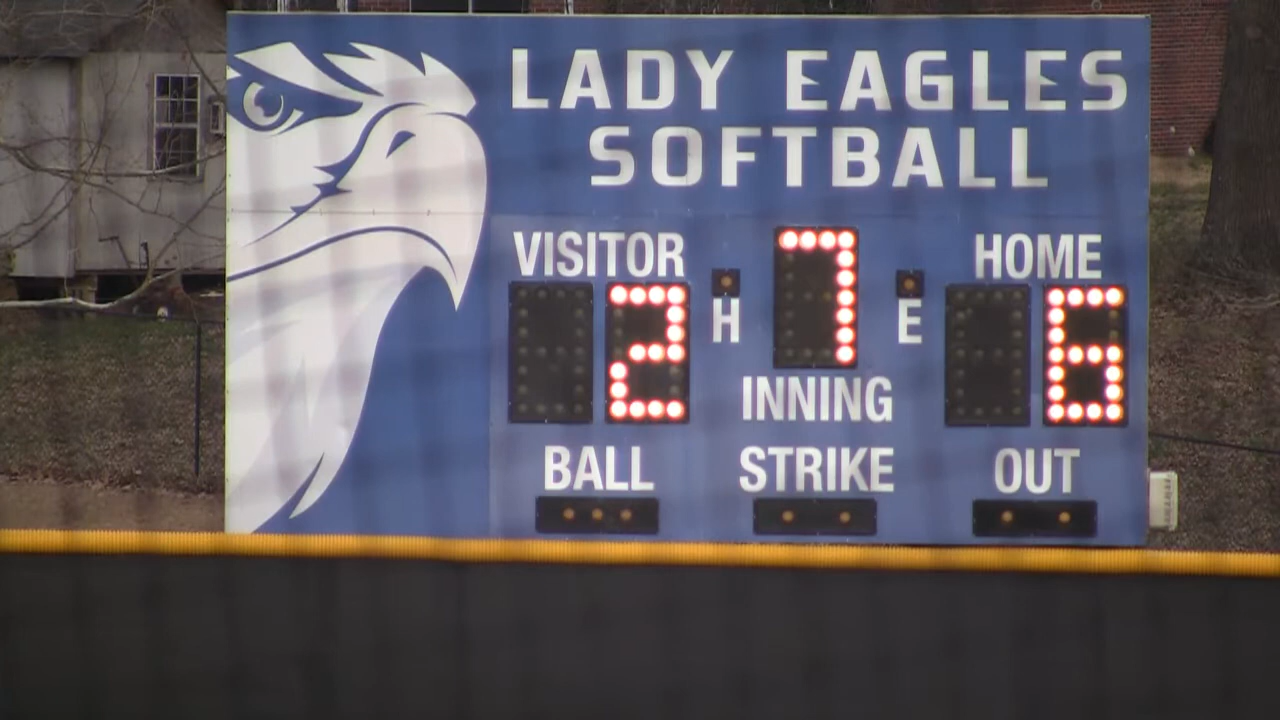 LADY EAGLES
SOFTBALL
VISITOR
HOME
2
H
7
E
6
INNING
BALL
STRIKE
OUT